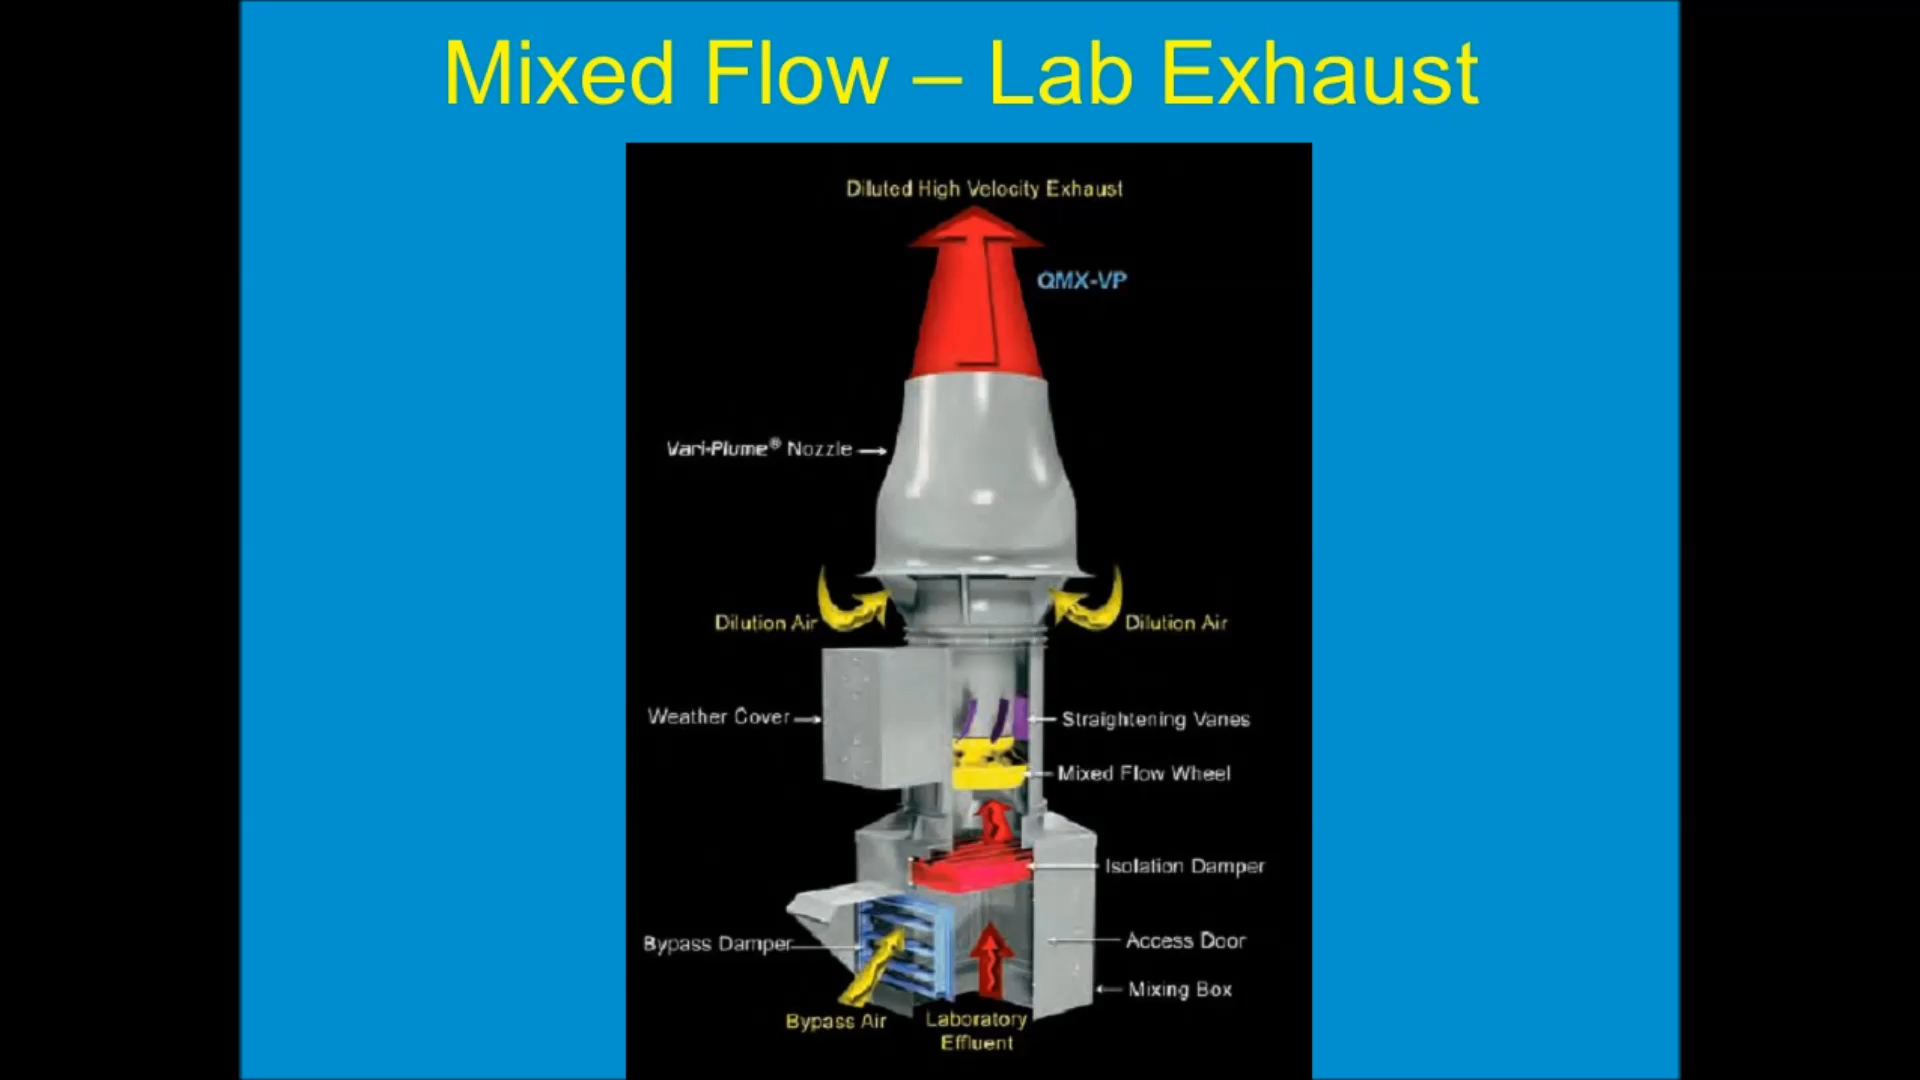 Mixed Flow – Lab Exhaust
Diluted High Velocity Exhaust
QMX-VP
Vari-Plume® Nozzle
Dilution Air
Dilution Air
Weather Cover
Straightening Vanes
Mixed Flow Wheel
Isolation Damper
Bypass Damper
Access Door
Mixing Box
Bypass Air
Laboratory
Effluent